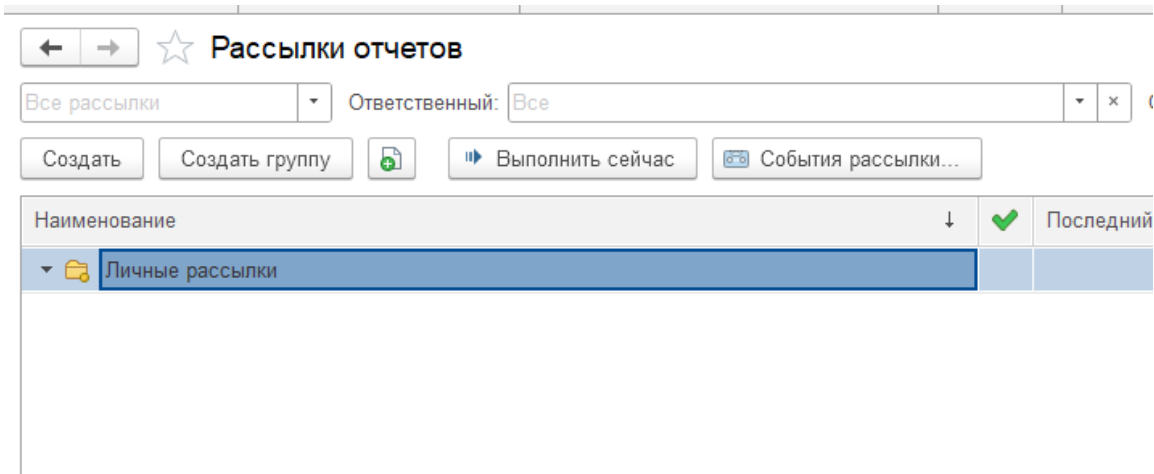 Рассылки отчетов
Все рассылки Ответственный: Все
Создать Создать группу Выполнить сейчас События рассылки...
Наименование Последний
Личные рассылки